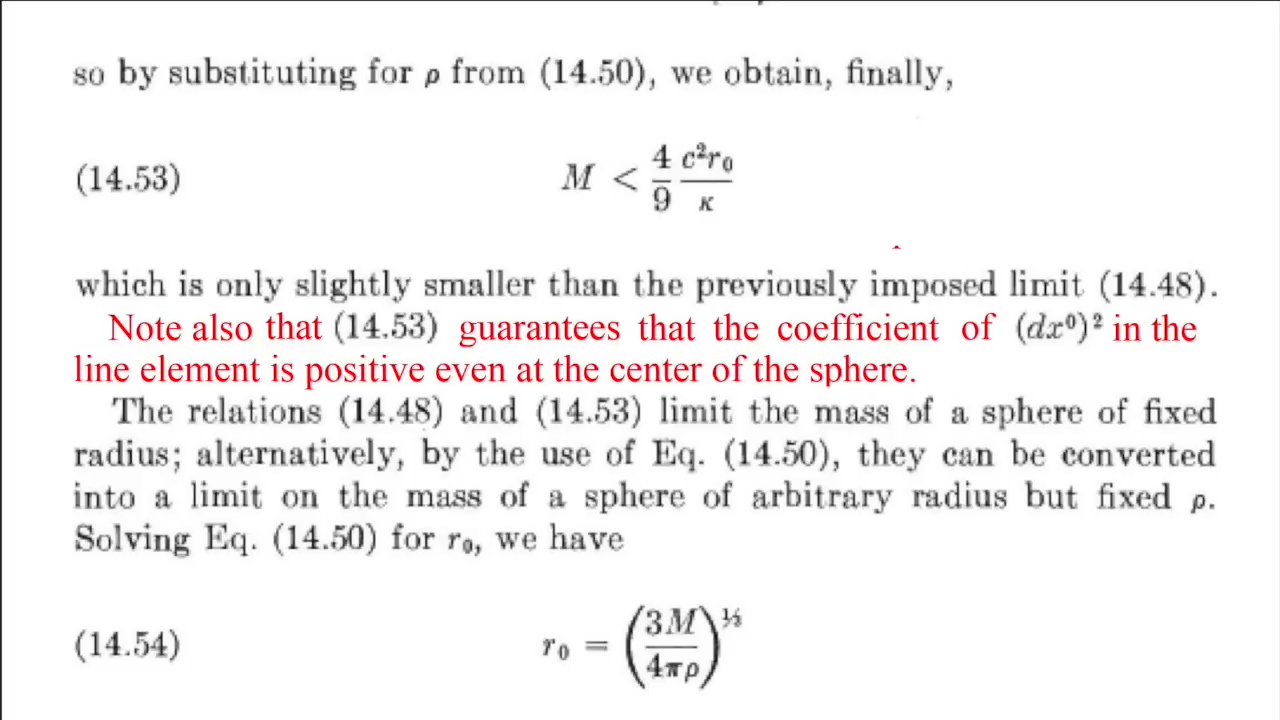 so by substituting for ρ from (14.50), we obtain, finally,
(14.53) M < 4/9 c²r₀/κ
which is only slightly smaller than the previously imposed limit (14.48).
Note also that (14.53) guarantees that the coefficient of (dx⁰)² in the
line element is positive even at the center of the sphere.
The relations (14.48) and (14.53) limit the mass of a sphere of fixed
radius; alternatively, by the use of Eq. (14.50), they can be converted
into a limit on the mass of a sphere of arbitrary radius but fixed ρ.
Solving Eq. (14.50) for r₀, we have
(14.54) r₀ = (3M/4πρ)^⅓